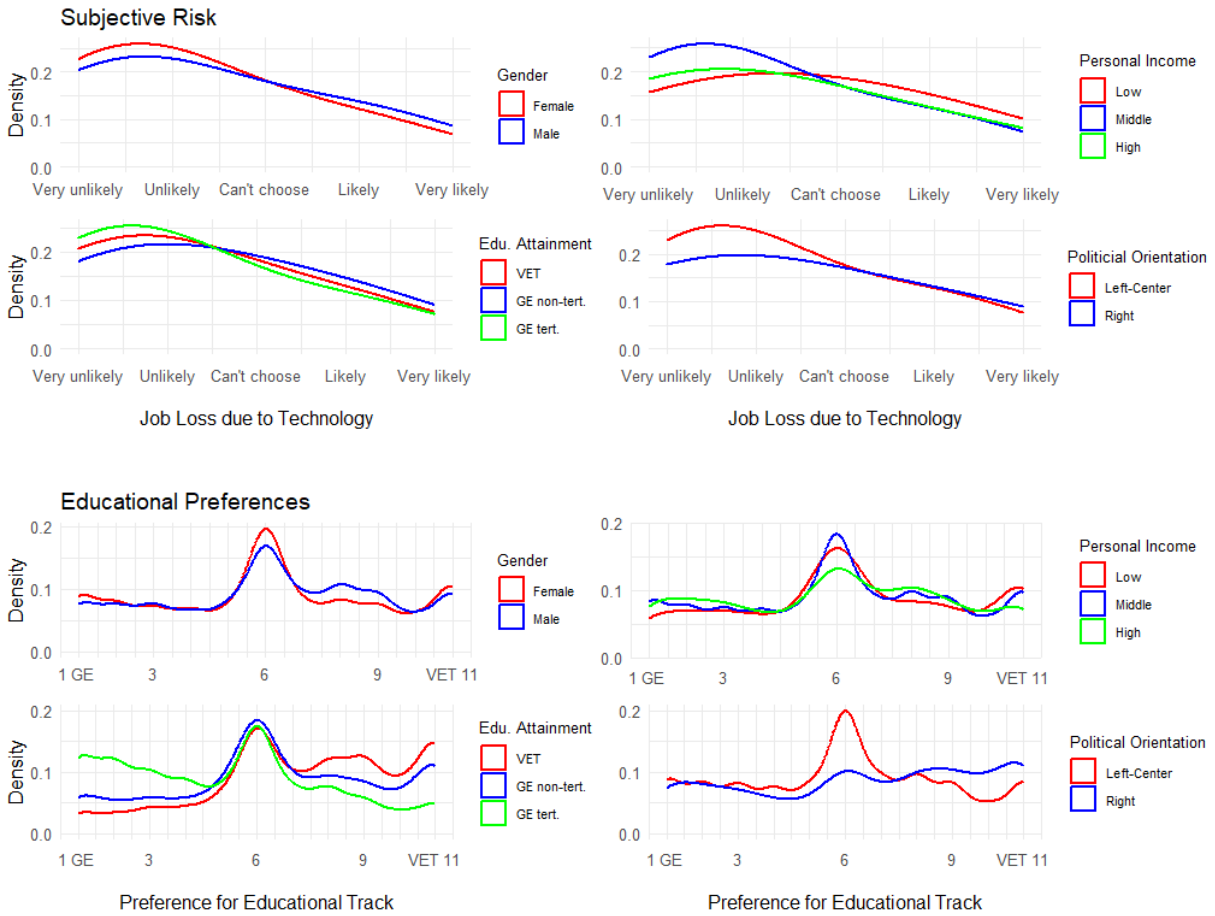 Subjective Risk
Density
0.2
0.1
0.0
Very unlikely Unlikely Can't choose Likely Very likely
Gender
Female
Male
0.2
0.1
0.0
Very unlikely Unlikely Can't choose Likely Very likely
Personal Income
Low
Middle
High
Density
0.2
0.1
0.0
Very unlikely Unlikely Can't choose Likely Very likely
Job Loss due to Technology
Edu. Attainment
VET
GE non-tert.
GE tert.
0.2
0.1
0.0
Very unlikely Unlikely Can't choose Likely Very likely
Job Loss due to Technology
Politicial Orientation
Left-Center
Right
Educational Preferences
Density
0.2
0.1
0.0
1 GE 3 6 9 VET 11
Gender
Female
Male
0.2
0.1
0.0
1 GE 3 6 9 VET 11
Personal Income
Low
Middle
High
Density
0.2
0.1
0.0
1 GE 3 6 9 VET 11
Preference for Educational Track
Edu. Attainment
VET
GE non-tert.
GE tert.
0.2
0.1
0.0
1 GE 3 6 9 VET 11
Preference for Educational Track
Political Orientation
Left-Center
Right